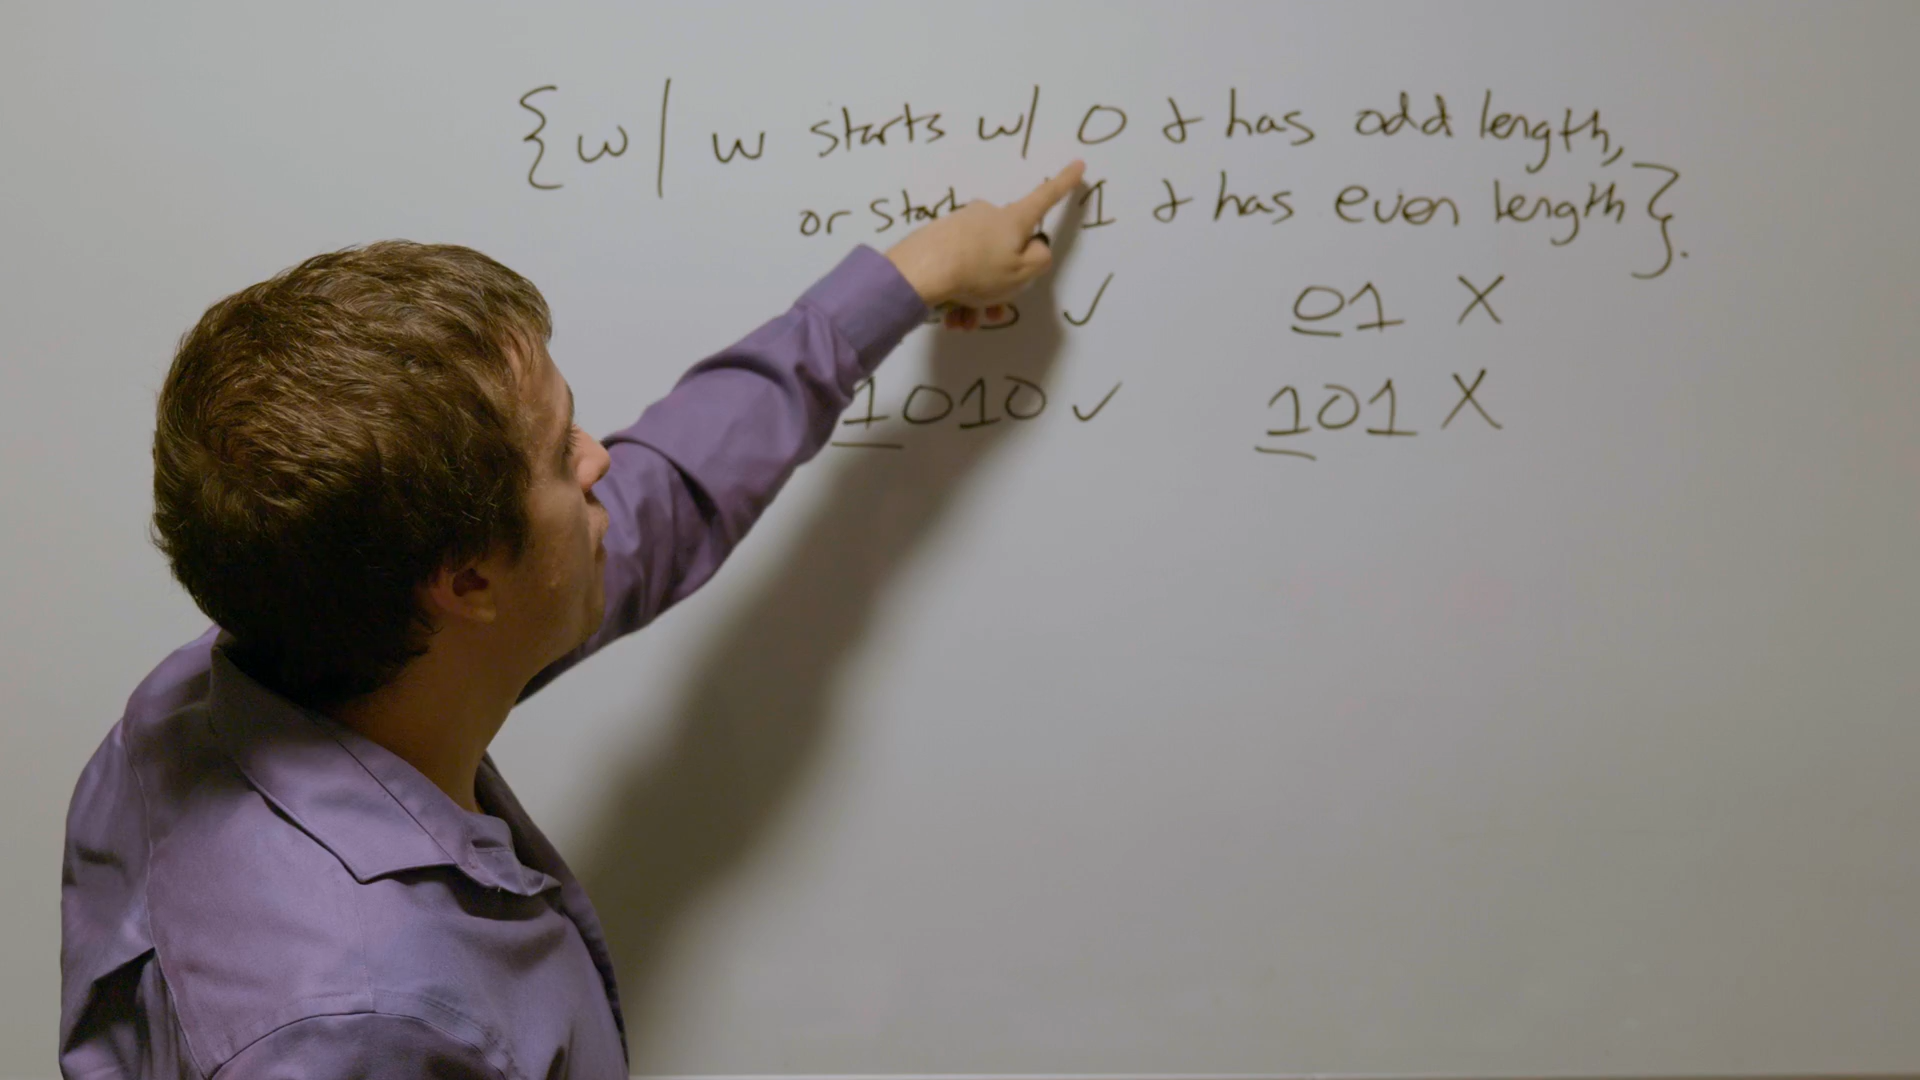 {w | w starts w/ 0 & has odd length,
or start 1 & has even length}.
✓ 01 X
1010 ✓ 101 X